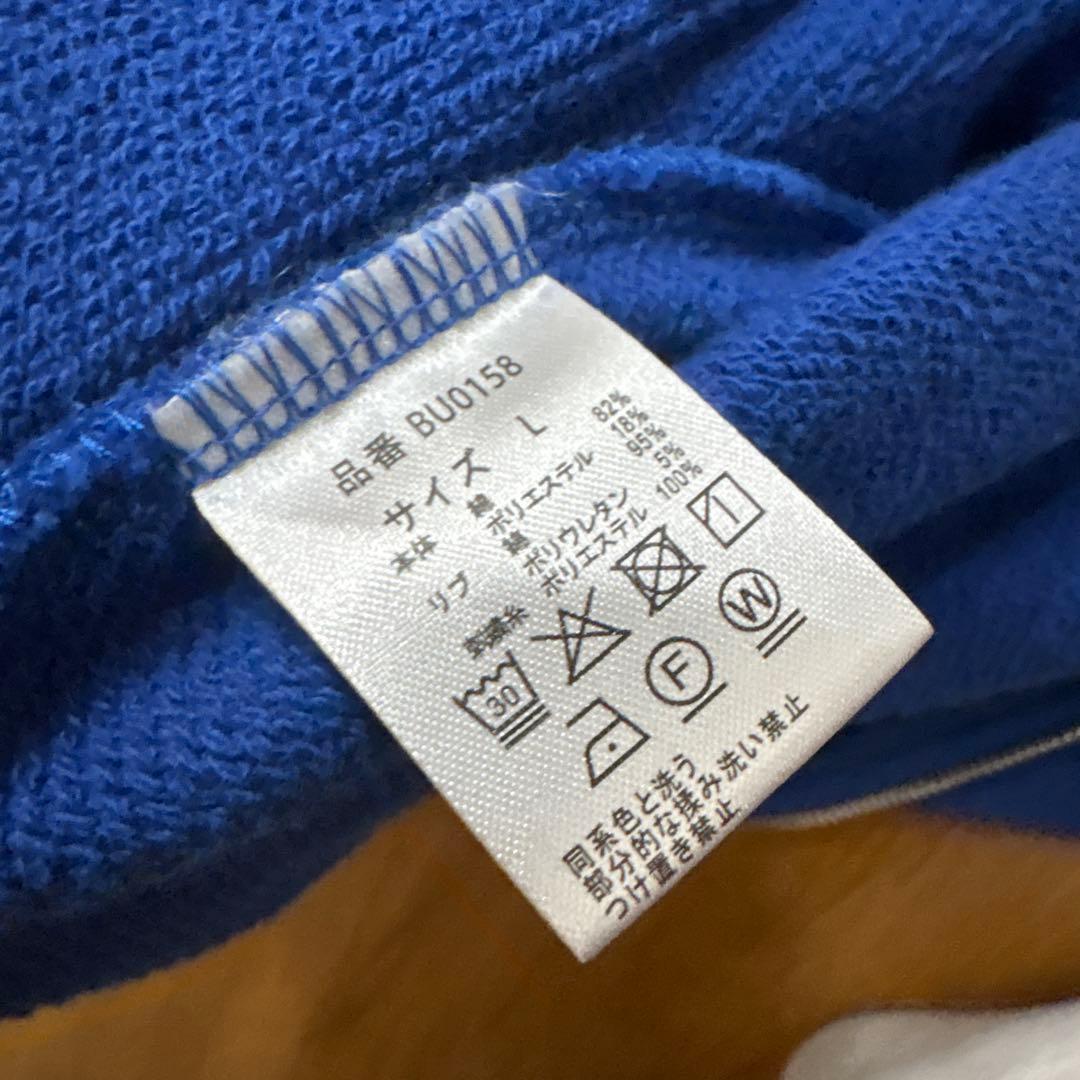 品番 BU0158
サイズ L
本体 綿 82%
ポリエステル 18%
リブ 綿 95%
ポリウレタン 5%
刺繍糸 ポリエステル 100%
30
1
F
W
同系色と洗う
部分的な揉み洗い禁止
つけ置き禁止